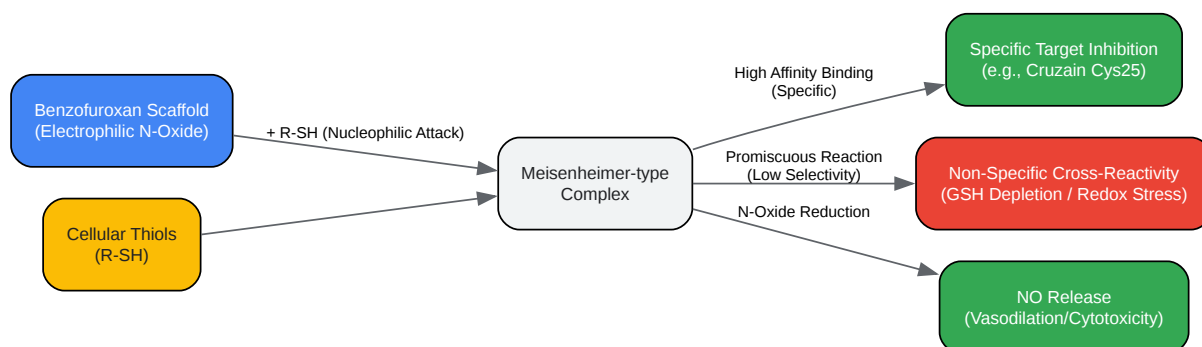 Benzofuroxan Scaffold
(Electrophilic N-Oxide)
+ R-SH (Nucleophilic Attack)
Cellular Thiols
(R-SH)
Meisenheimer-type
Complex
High Affinity Binding
(Specific)
Promiscuous Reaction
(Low Selectivity)
N-Oxide Reduction
Specific Target Inhibition
(e.g., Cruzain Cys25)
Non-Specific Cross-Reactivity
(GSH Depletion / Redox Stress)
NO Release
(Vasodilation/Cytotoxicity)